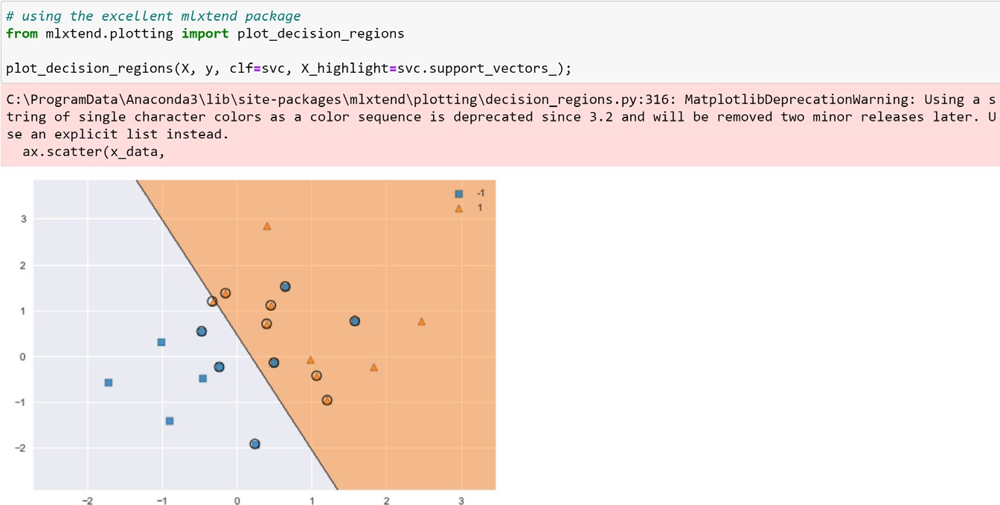 # using the excellent mlxtend package
from mlxtend.plotting import plot_decision_regions
plot_decision_regions(X, y, clf=svc, X_highlight=svc.support_vectors_);
C:\ProgramData\Anaconda3\lib\site-packages\mlxtend\plotting\decision_regions.py:316: MatplotlibDeprecationWarning: Using a s
tring of single character colors as a color sequence is deprecated since 3.2 and will be removed two minor releases later. U
se an explicit list instead.
  ax.scatter(x_data,
-1
1
3
2
1
0
−1
−2
−2 −1 0 1 2 3